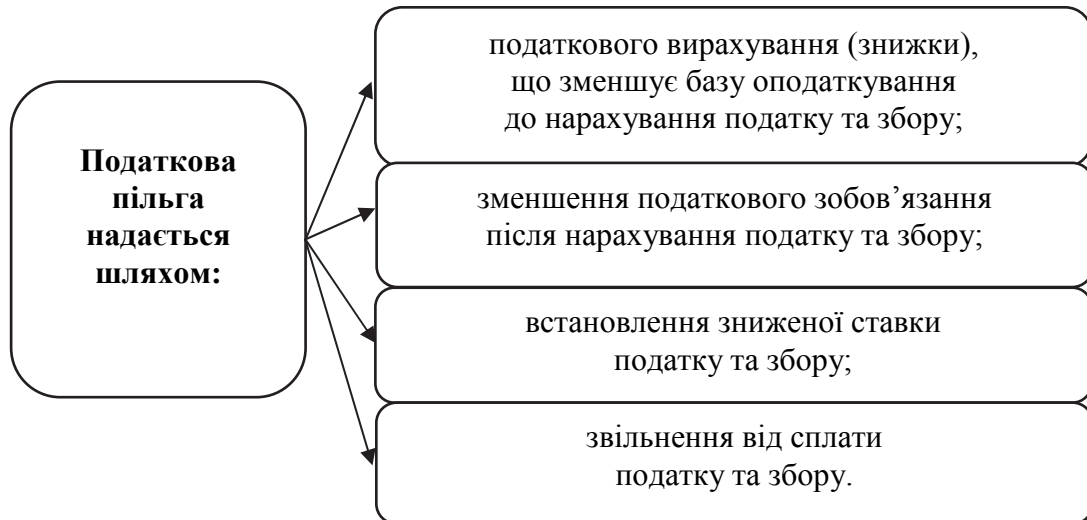 Податкова
пільга
надається
шляхом:
податкового вирахування (знижки),
що зменшує базу оподаткування
до нарахування податку та збору;
зменшення податкового зобов’язання
після нарахування податку та збору;
встановлення зниженої ставки
податку та збору;
звільнення від сплати
податку та збору.